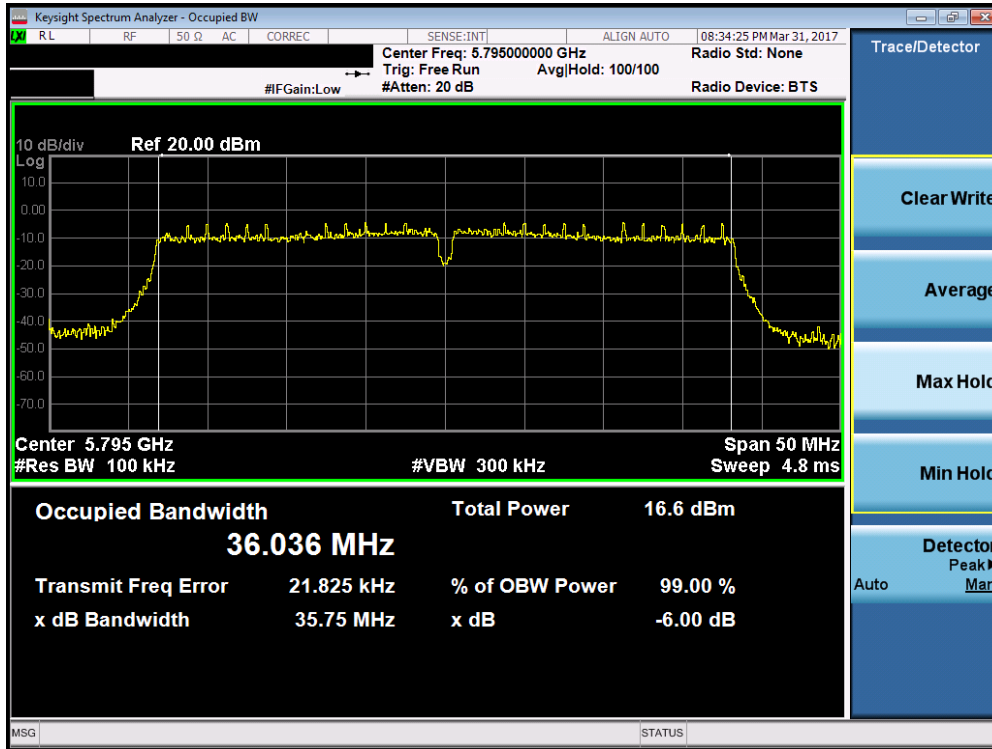 Keysight Spectrum Analyzer - Occupied BW
LXI RL RF 50 Ω AC CORREC SENSE:INT ALIGN AUTO 08:34:25 PM Mar 31, 2017
Center Freq: 5.795000000 GHz Radio Std: None
Trig: Free Run Avg|Hold: 100/100
#IFGain:Low #Atten: 20 dB Radio Device: BTS
10 dB/div Ref 20.00 dBm
Log
10.0
0.00
-10.0
-20.0
-30.0
-40.0
-50.0
-60.0
-70.0
Center 5.795 GHz Span 50 MHz
#Res BW 100 kHz #VBW 300 kHz Sweep 4.8 ms
Occupied Bandwidth Total Power 16.6 dBm
36.036 MHz
Transmit Freq Error 21.825 kHz % of OBW Power 99.00 %
x dB Bandwidth 35.75 MHz x dB -6.00 dB
MSG STATUS
Trace/Detector
Clear Write
Average
Max Hold
Min Hold
Detector
Peak
Auto Man